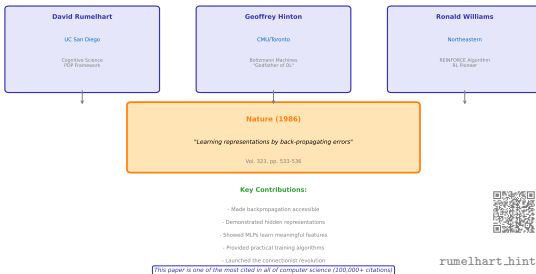 David Rumelhart
UC San Diego
Cognitive Science
PDP Framework
Geoffrey Hinton
CMU/Toronto
Boltzmann Machines
"Godfather of DL"
Ronald Williams
Northeastern
REINFORCE Algorithm
RL Pioneer
Nature (1986)
"Learning representations by back-propagating errors"
Vol. 323, pp. 533-536
Key Contributions:
- Made backpropagation accessible
- Demonstrated hidden representations
- Showed MLPs learn meaningful features
- Provided practical training algorithms
- Launched the connectionist revolution
This paper is one of the most cited in all of computer science (100,000+ citations)
rumelhart_hint